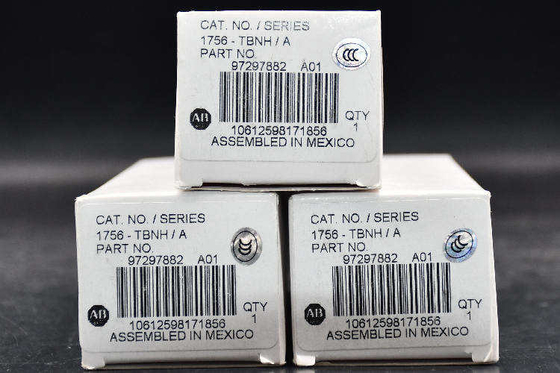 CAT. NO. / SERIES
1756 - TBNH / A
PART NO.
97297882 A01
CCC
AB
QTY
1
10612598171856
ASSEMBLED IN MEXICO
CAT. NO. / SERIES
1756 - TBNH / A
PART NO.
97297882 A01
AB
QTY
1
10612598171856
ASSEMBLED IN MEXICO
CAT. NO. / SERIES
1756 - TBNH / A
PART NO.
97297882 A01
AB
QTY
1
10612598171856
ASSEMBLED IN MEXICO